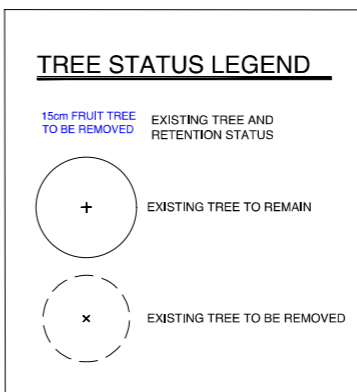 TREE STATUS LEGEND
15cm FRUIT TREE
TO BE REMOVED
EXISTING TREE AND
RETENTION STATUS
EXISTING TREE TO REMAIN
EXISTING TREE TO BE REMOVED